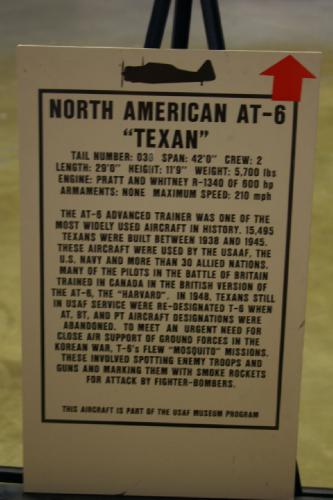 NORTH AMERICAN AT-6
"TEXAN"
TAIL NUMBER: 030 SPAN: 42'0" CREW: 2
LENGTH: 29'0" HEIGHT: 11'9" WEIGHT: 5,700 lbs
ENGINE: PRATT AND WHITNEY R-1340 OF 600 hp
ARMAMENTS: NONE MAXIMUM SPEED: 210 mph
THE AT-6 ADVANCED TRAINER WAS ONE OF THE
MOST WIDELY USED AIRCRAFT IN HISTORY. 15,495
TEXANS WERE BUILT BETWEEN 1938 AND 1945.
THESE AIRCRAFT WERE USED BY THE USAAF, THE
U.S. NAVY AND MORE THAN 30 ALLIED NATIONS.
MANY OF THE PILOTS IN THE BATTLE OF BRITAIN
TRAINED IN CANADA IN THE BRITISH VERSION OF
THE AT-6, THE "HARVARD". IN 1948, TEXANS STILL
IN USAF SERVICE WERE RE-DESIGNATED T-6 WHEN
AT, BT, AND PT AIRCRAFT DESIGNATIONS WERE
ABANDONED. TO MEET AN URGENT NEED FOR
CLOSE AIR SUPPORT OF GROUND FORCES IN THE
KOREAN WAR, T-6's FLEW "MOSQUITO" MISSIONS.
THESE INVOLVED SPOTTING ENEMY TROOPS AND
GUNS AND MARKING THEM WITH SMOKE ROCKETS
FOR ATTACK BY FIGHTER-BOMBERS.
THIS AIRCRAFT IS PART OF THE USAF MUSEUM PROGRAM